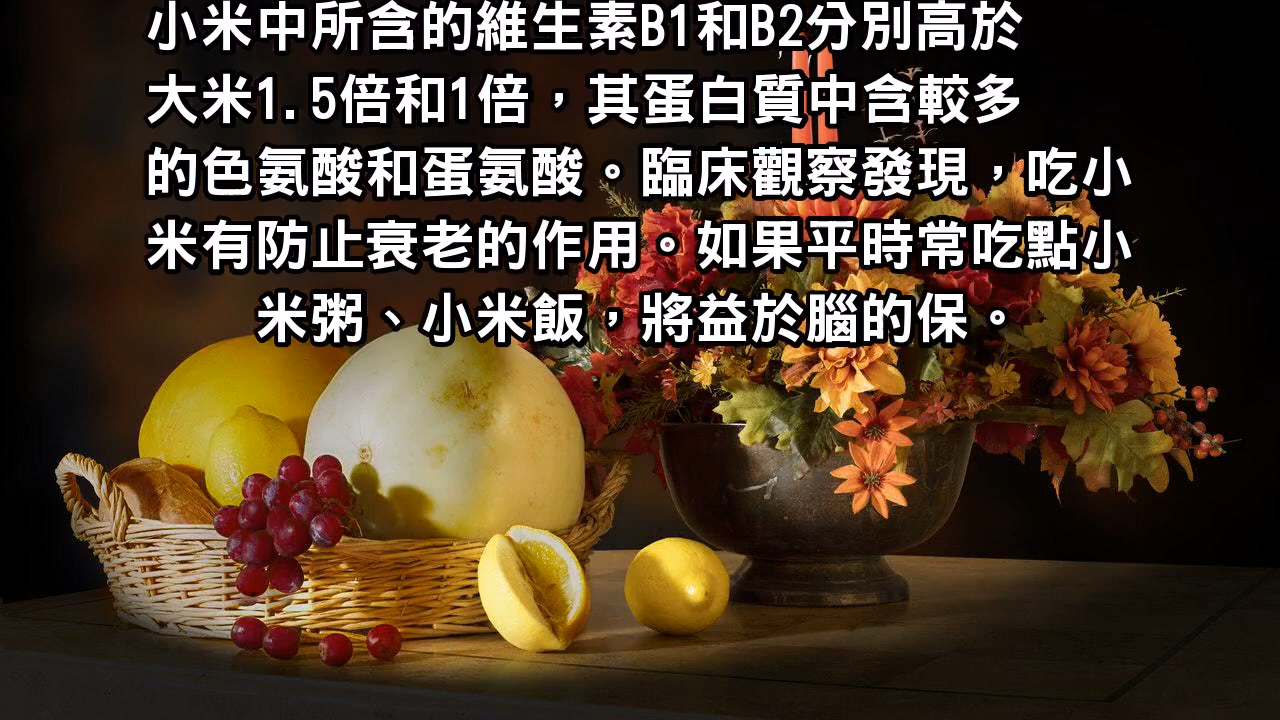 小米中所含的維生素B1和B2分別高於
大米1.5倍和1倍，其蛋白質中含較多
的色氨酸和蛋氨酸。臨床觀察發現，吃小
米有防止衰老的作用。如果平時常吃點小
米粥、小米飯，將益於腦的保。